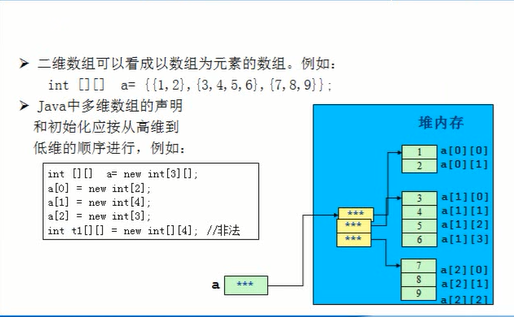 ➢ 二维数组可以看成以数组为元素的数组。例如：
int [][] a= {{1,2},{3,4,5,6},{7,8,9}};
➢ Java中多维数组的声明
和初始化应按从高维到
低维的顺序进行，例如：
int [][] a= new int[3][];
a[0] = new int[2];
a[1] = new int[4];
a[2] = new int[3];
int t1[][] = new int[][4]; //非法
堆内存
1 a[0][0]
2 a[0][1]
3 a[1][0]
4 a[1][1]
5 a[1][2]
6 a[1][3]
7 a[2][0]
8 a[2][1]
9 a[2][2]
***
***
***
a ***